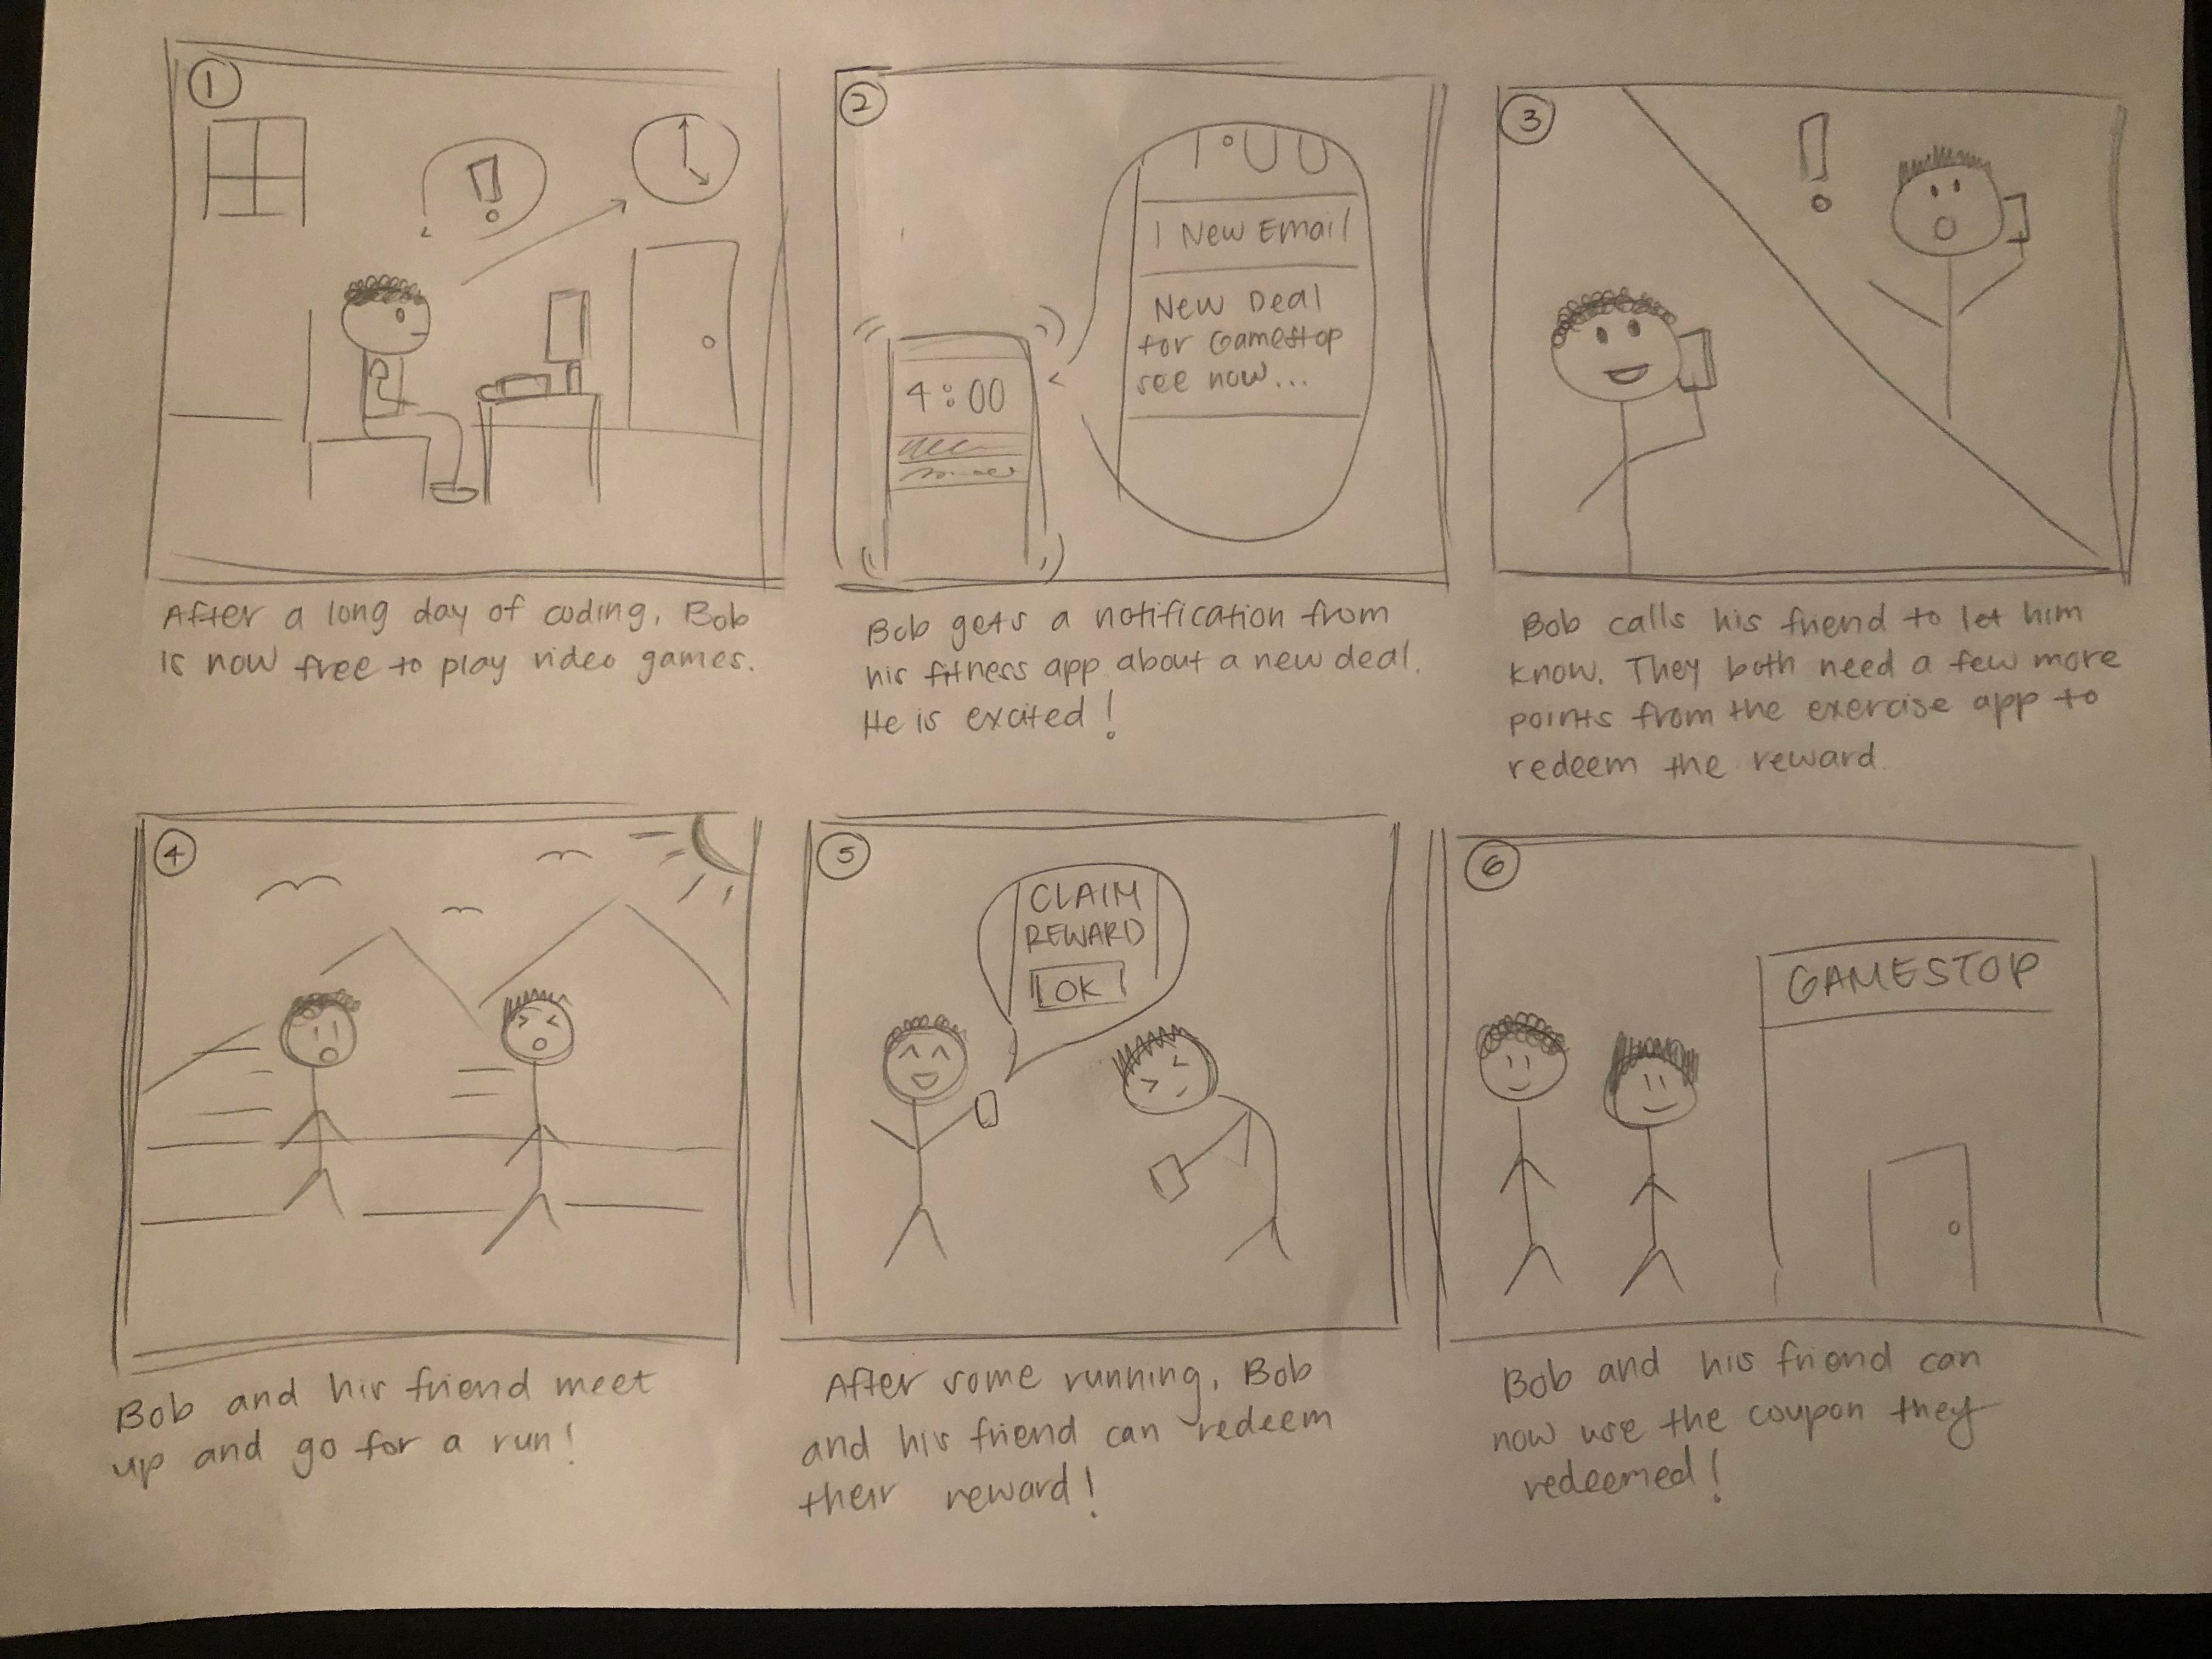 1
!
After a long day of coding, Bob
is now free to play video games.
2
4:00
1:00
1 New Email
New Deal
for Gamestop
see now...
Bob gets a notification from
his fitness app about a new deal.
He is excited!
3
!
Bob calls his friend to let him
know. They both need a few more
points from the exercise app to
redeem the reward.
4
Bob and his friend meet
up and go for a run!
5
CLAIM
REWARD
OK
After some running, Bob
and his friend can redeem
their reward!
6
GAMESTOP
Bob and his friend can
now use the coupon they
redeemed!